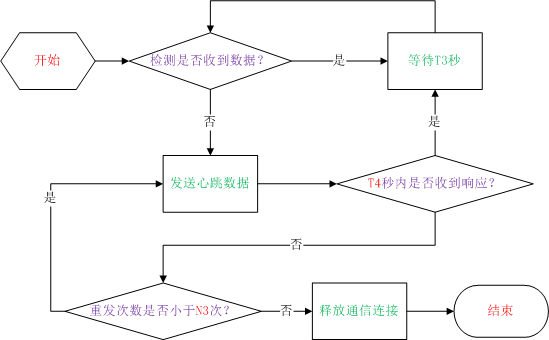 开始
检测是否收到数据？
是
等待T3秒
否
是
发送心跳数据
T4秒内是否收到响应？
是
否
重发次数是否小于N3次？
否
释放通信连接
结束